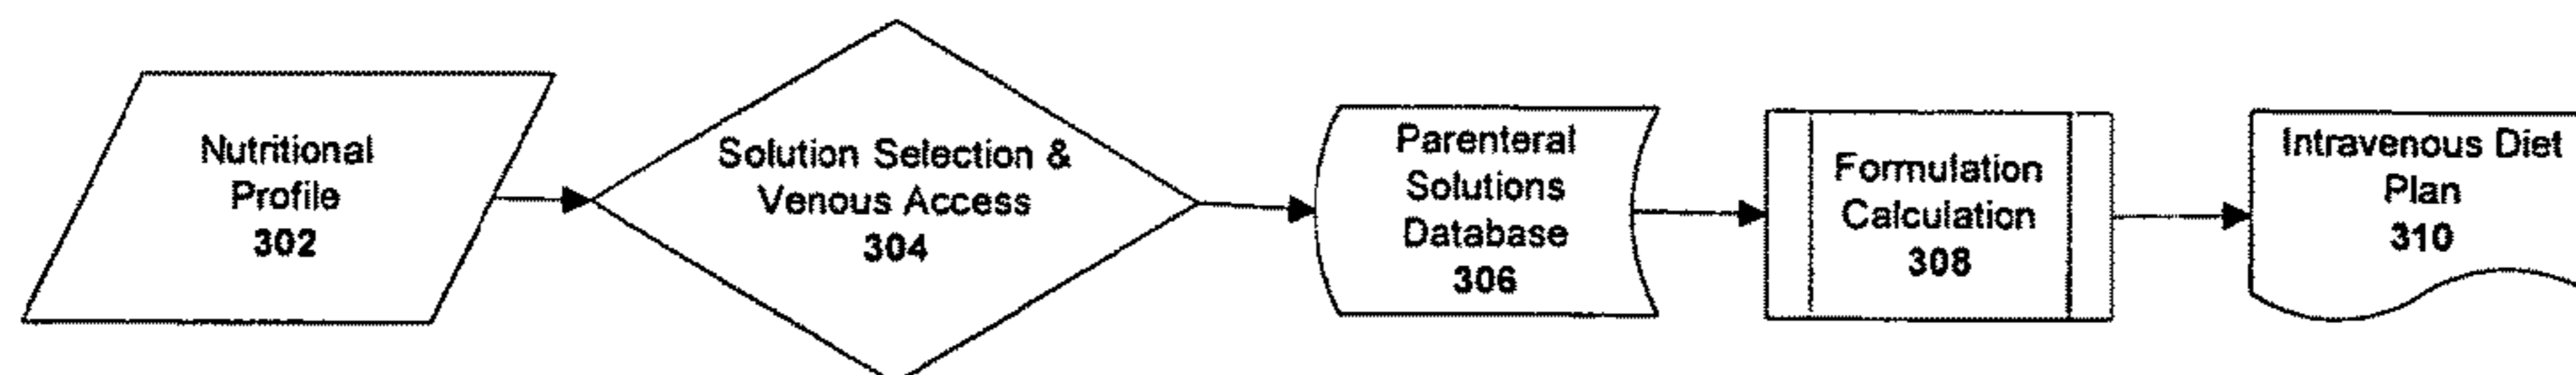 Nutritional
Profile
302
Solution Selection &
Venous Access
304
Parenteral
Solutions
Database
306
Formulation
Calculation
308
Intravenous Diet
Plan
310